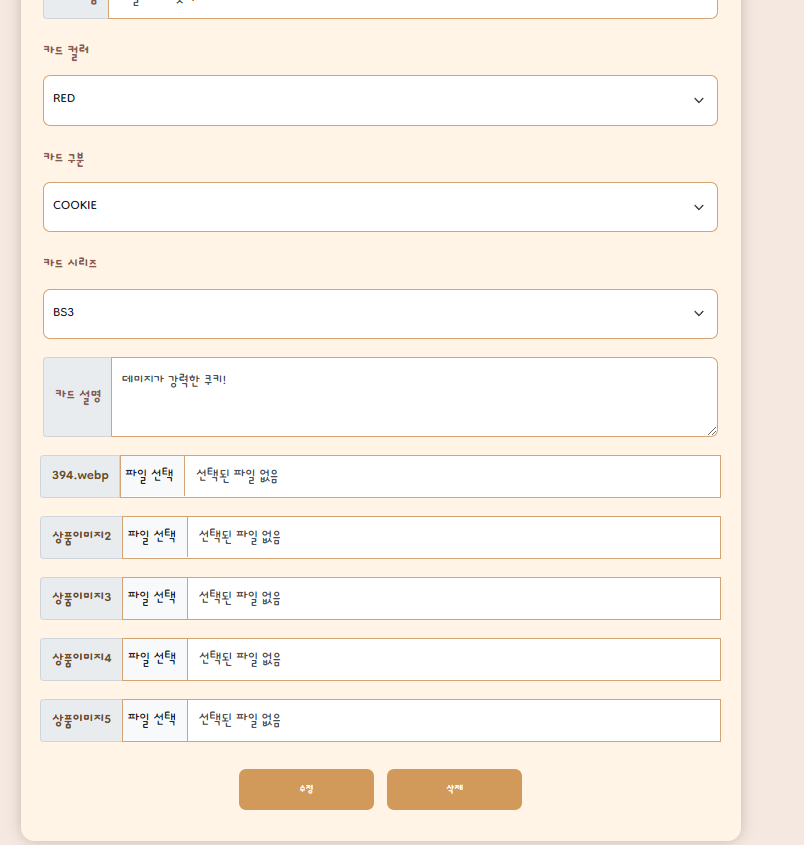 카드 컬러
RED
카드 구분
COOKIE
카드 시리즈
BS3
카드 설명
데미지가 강력한 쿠키!
394.webp 파일 선택 선택된 파일 없음
상품이미지2 파일 선택 선택된 파일 없음
상품이미지3 파일 선택 선택된 파일 없음
상품이미지4 파일 선택 선택된 파일 없음
상품이미지5 파일 선택 선택된 파일 없음
수정 삭제